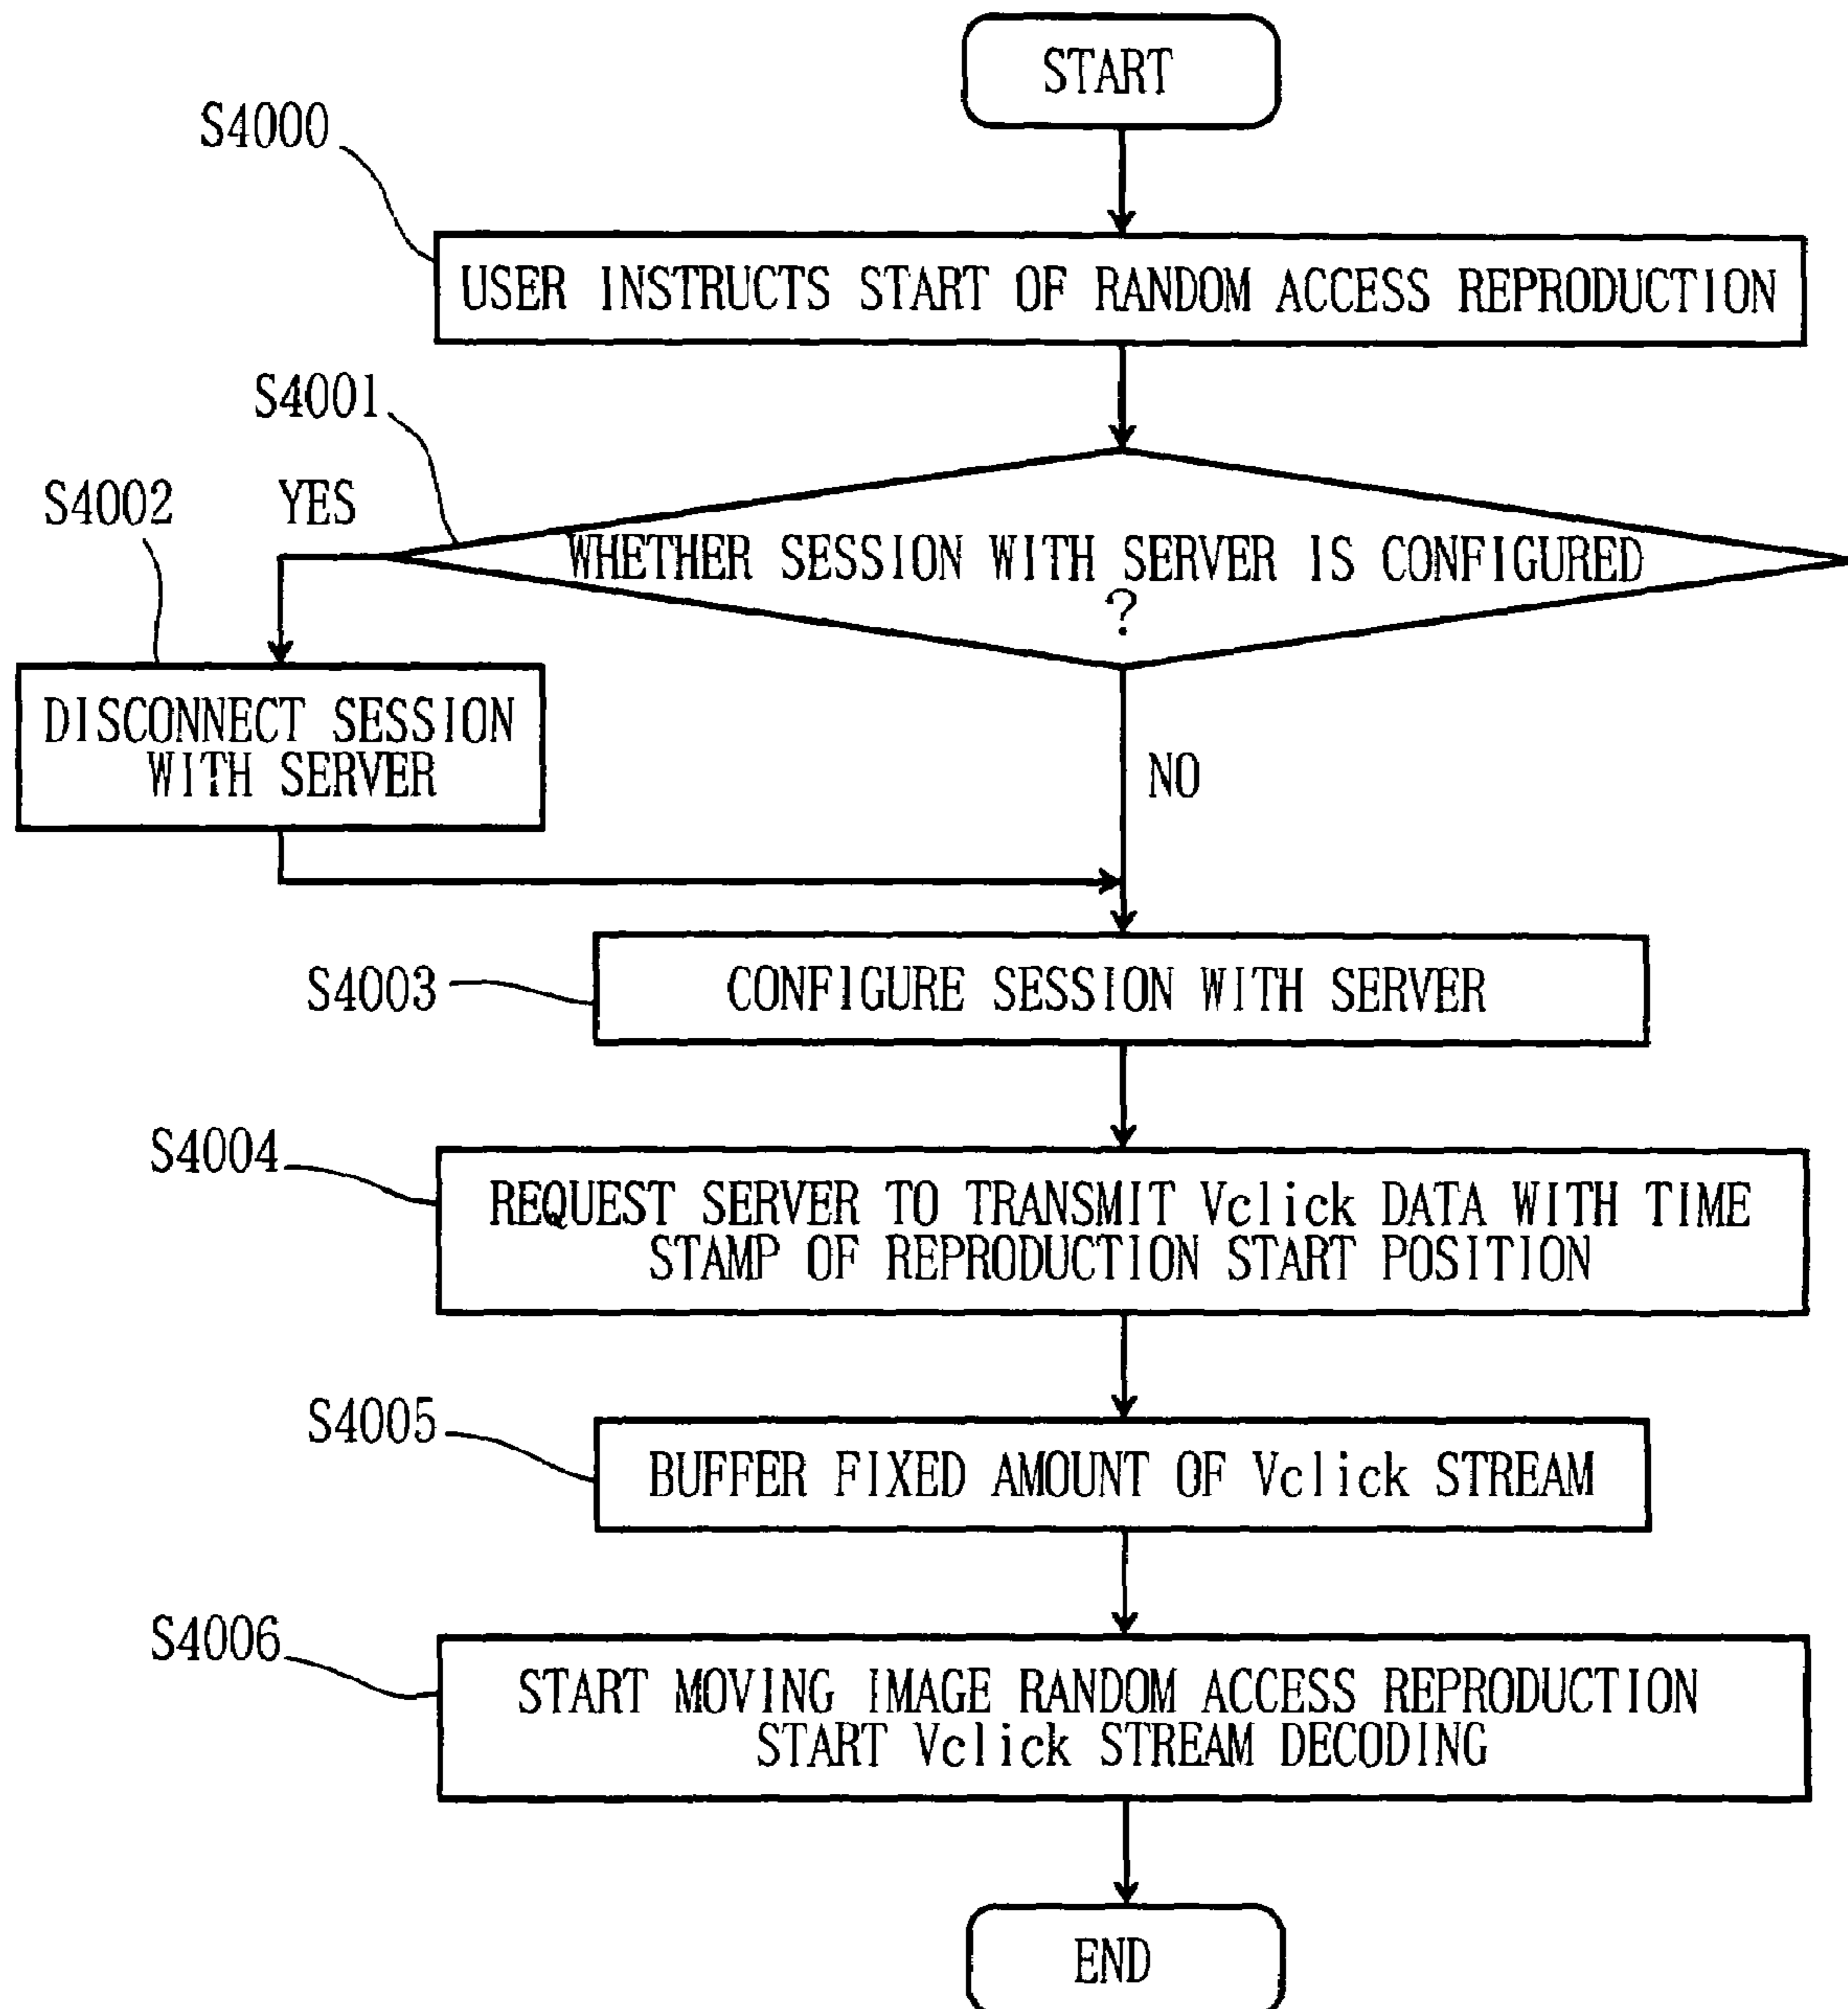 START
S4000
USER INSTRUCTS START OF RANDOM ACCESS REPRODUCTION
S4001
S4002
YES
WHETHER SESSION WITH SERVER IS CONFIGURED
?
DISCONNECT SESSION
WITH SERVER
NO
S4003
CONFIGURE SESSION WITH SERVER
S4004
REQUEST SERVER TO TRANSMIT Vclick DATA WITH TIME
STAMP OF REPRODUCTION START POSITION
S4005
BUFFER FIXED AMOUNT OF Vclick STREAM
S4006
START MOVING IMAGE RANDOM ACCESS REPRODUCTION
START Vclick STREAM DECODING
END